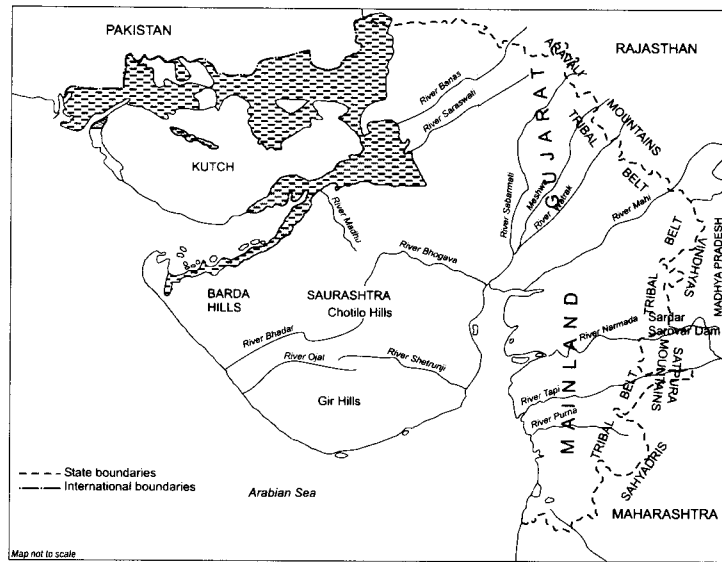 PAKISTAN
RAJASTHAN
ARAVALI
MOUNTAINS
River Banas
River Saraswati
GUJARAT
TRIBAL
BELT
KUTCH
River Sabarmati
Meshwo
River
River Mahi
River Madhu
River Bhogava
BARDA
HILLS
SAURASHTRA
Chotilo Hills
MAINLAND
TRIBAL
BELT
VINDHYAS
MADHYA PRADESH
Sardar
Sarovar Dam
River Narmada
River Bhadar
River Ojat
River Shetrunji
Gir Hills
SATPURA
MOUNTAINS
River Tapi
BELT
River Purna
TRIBAL
SAHYADRIS
State boundaries
International boundaries
Arabian Sea
MAHARASHTRA
Map not to scale